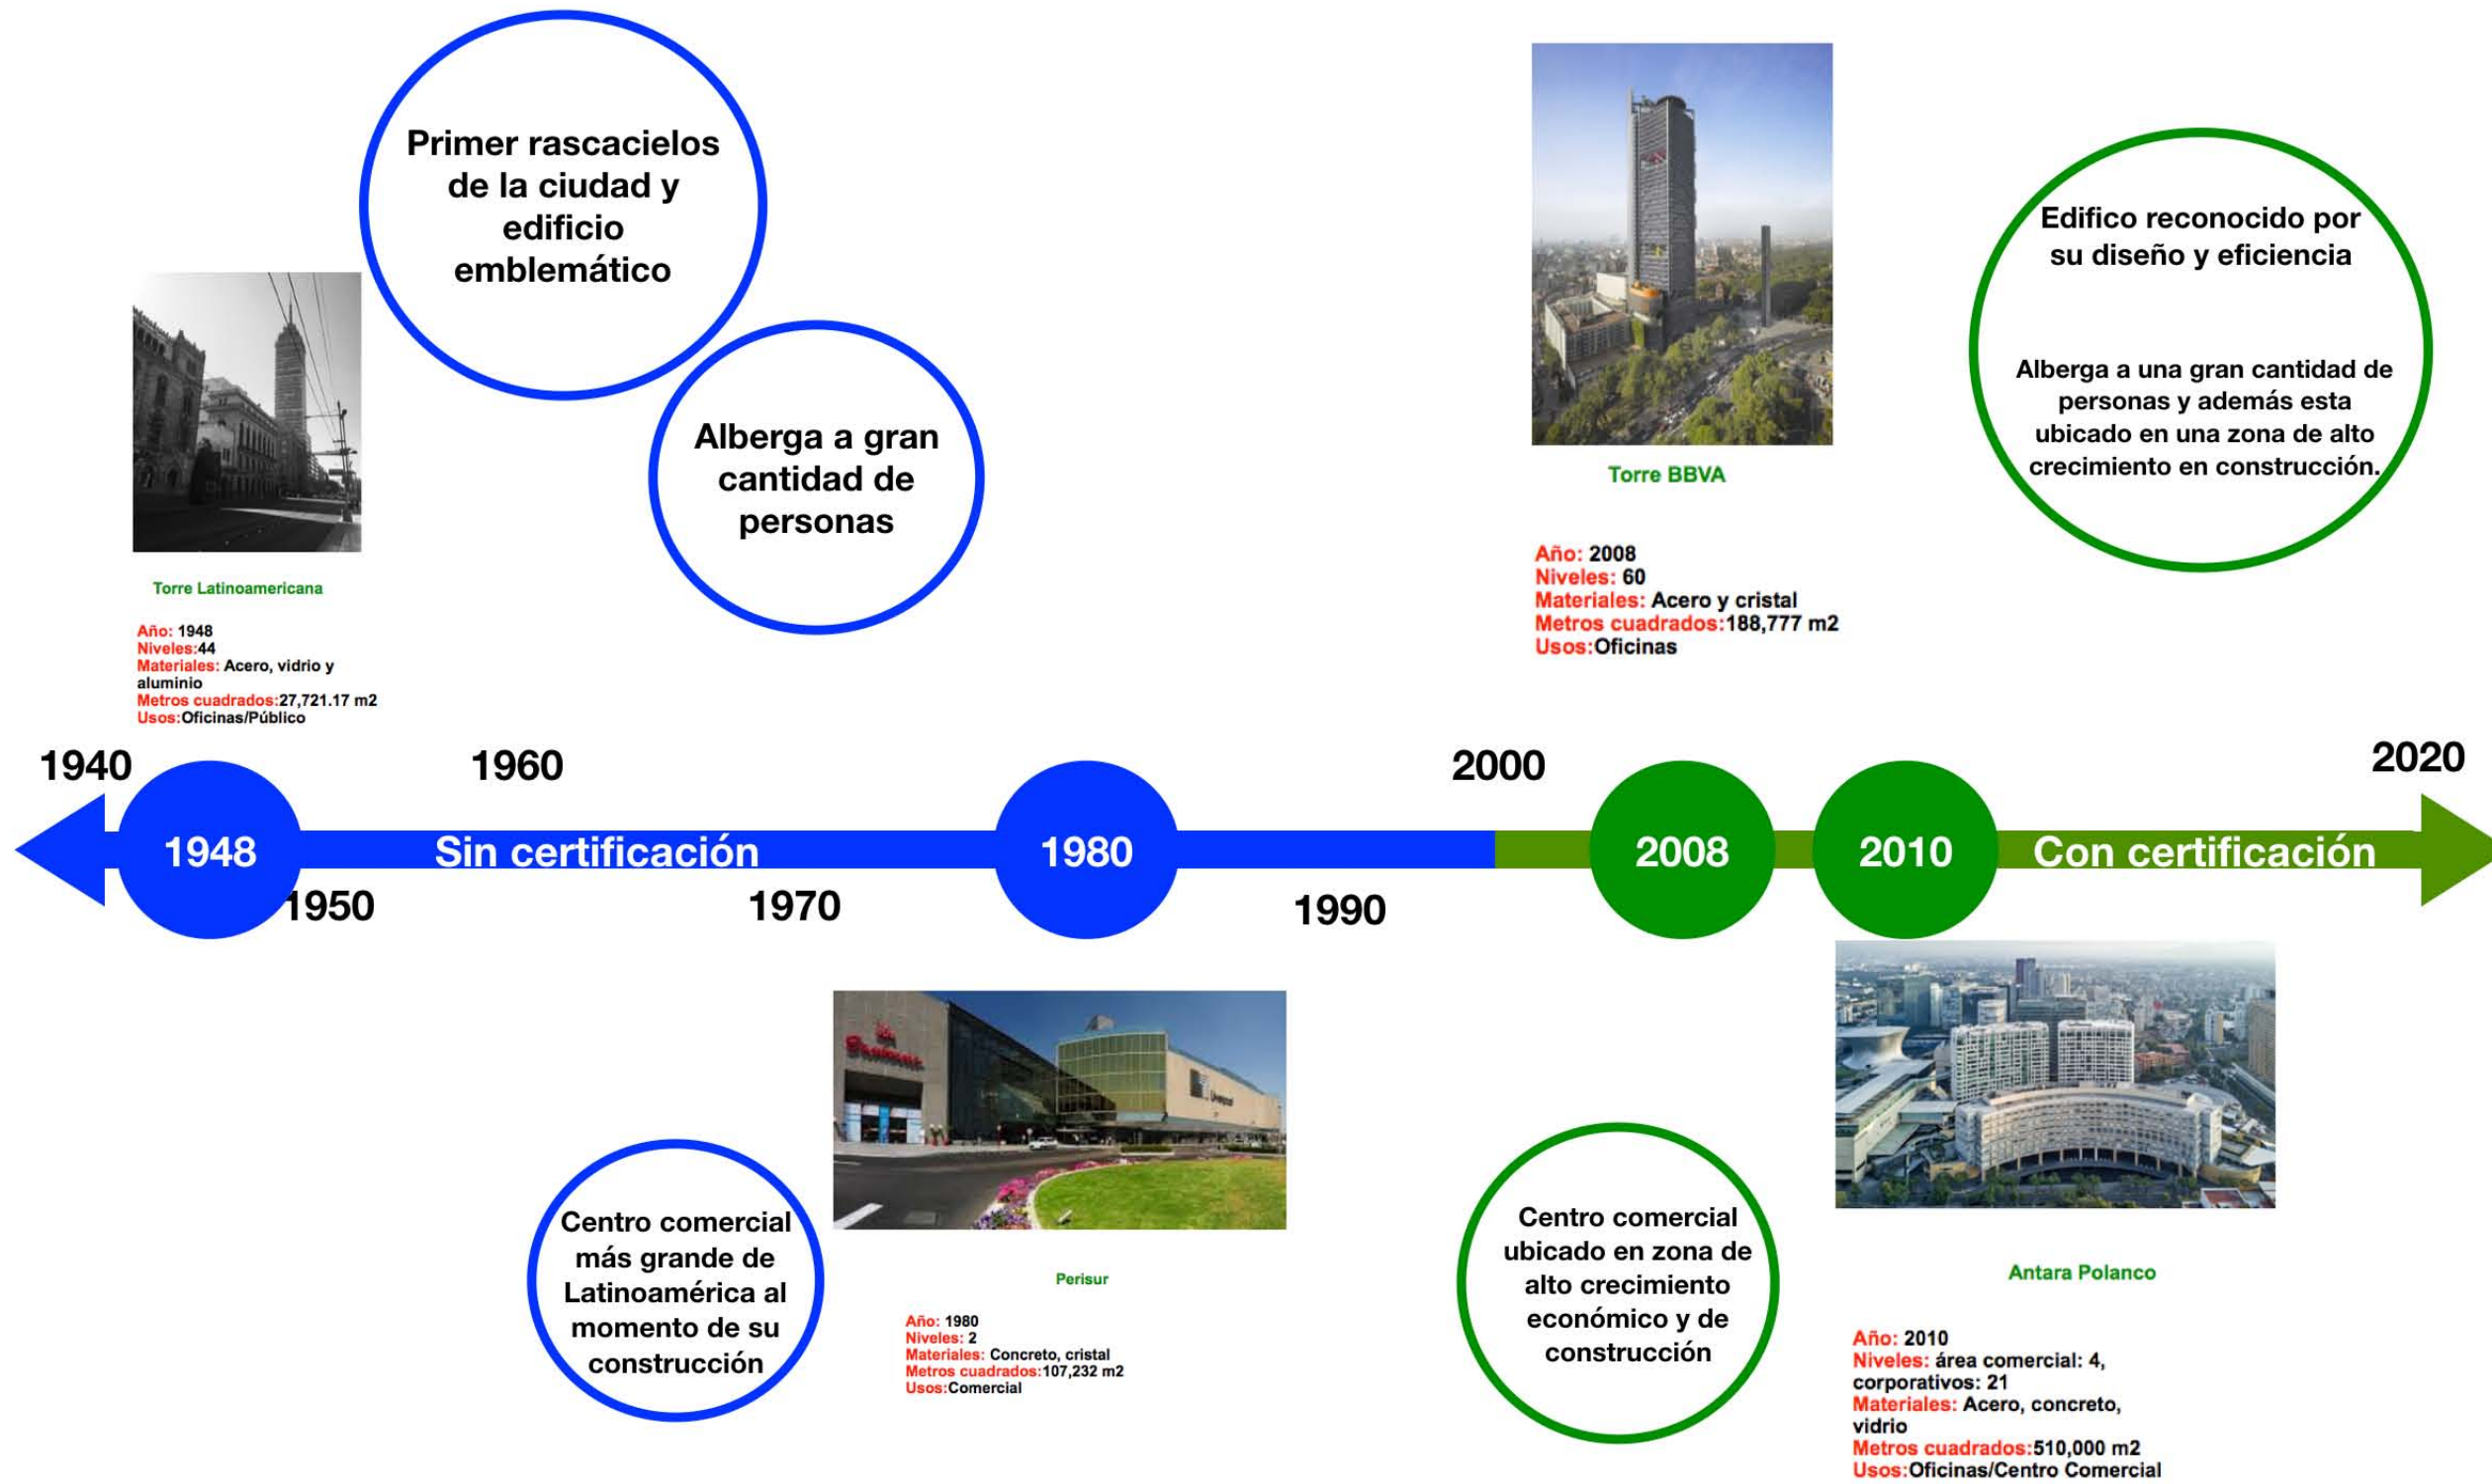 Primer rascacielos
de la ciudad y
edificio
emblemático
Alberga a gran
cantidad de
personas
Torre Latinoamericana
Año: 1948
Niveles:44
Materiales: Acero, vidrio y
aluminio
Metros cuadrados:27,721.17 m2
Usos:Oficinas/Público
Torre BBVA
Año: 2008
Niveles: 60
Materiales: Acero y cristal
Metros cuadrados:188,777 m2
Usos:Oficinas
Edifico reconocido por
su diseño y eficiencia
Alberga a una gran cantidad de
personas y además esta
ubicado en una zona de alto
crecimiento en construcción.
1940
1960
2000
2020
1948
Sin certificación
1980
2008
2010
Con certificación
1950
1970
1990
Centro comercial
más grande de
Latinoamérica al
momento de su
construcción
Liverpool
Perisur
Año: 1980
Niveles: 2
Materiales: Concreto, cristal
Metros cuadrados:107,232 m2
Usos:Comercial
Centro comercial
ubicado en zona de
alto crecimiento
económico y de
construcción
Antara Polanco
Año: 2010
Niveles: área comercial: 4,
corporativos: 21
Materiales: Acero, concreto,
vidrio
Metros cuadrados:510,000 m2
Usos:Oficinas/Centro Comercial